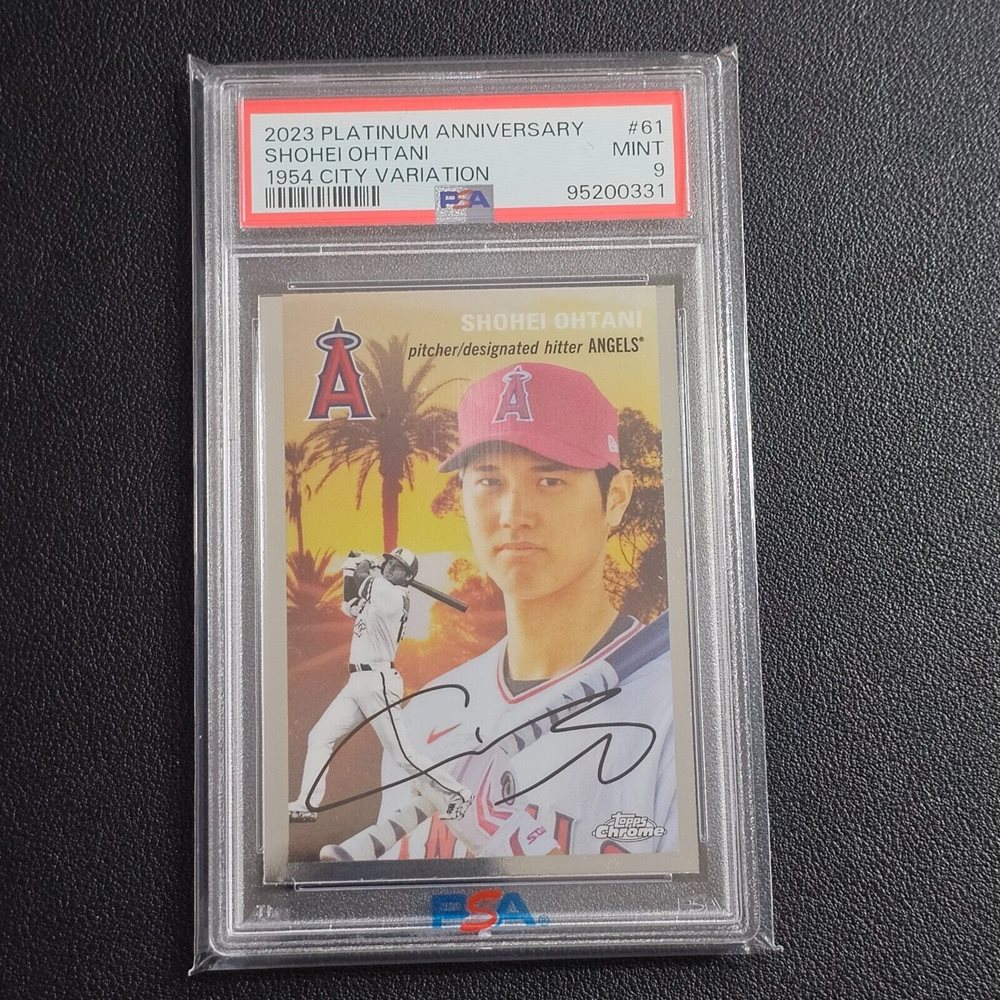 2023 PLATINUM ANNIVERSARY #61
SHOHEI OHTANI MINT
1954 CITY VARIATION 9
95200331
PSA
SHOHEI OHTANI
pitcher/designated hitter ANGELS®
A
A
Topps
Chrome
PSA